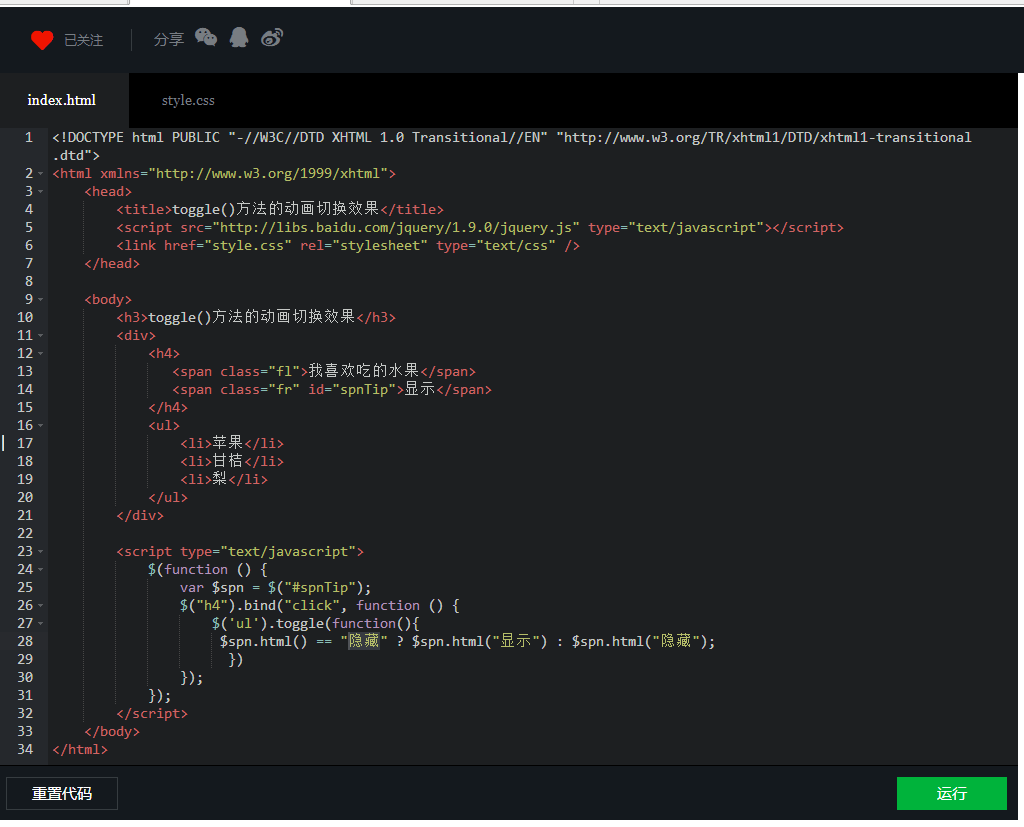 已关注 分享
index.html style.css
1 <!DOCTYPE html PUBLIC "-//W3C//DTD XHTML 1.0 Transitional//EN" "http://www.w3.org/TR/xhtml1/DTD/xhtml1-transitional
.dtd">
2 <html xmlns="http://www.w3.org/1999/xhtml">
3 <head>
4 <title>toggle()方法的动画切换效果</title>
5 <script src="http://libs.baidu.com/jquery/1.9.0/jquery.js" type="text/javascript"></script>
6 <link href="style.css" rel="stylesheet" type="text/css" />
7 </head>
8
9 <body>
10 <h3>toggle()方法的动画切换效果</h3>
11 <div>
12 <h4>
13 <span class="fl">我喜欢吃的水果</span>
14 <span class="fr" id="spnTip">显示</span>
15 </h4>
16 <ul>
17 <li>苹果</li>
18 <li>甘桔</li>
19 <li>梨</li>
20 </ul>
21 </div>
22
23 <script type="text/javascript">
24 $(function () {
25 var $spn = $("#spnTip");
26 $("h4").bind("click", function () {
27 $('ul').toggle(function(){
28 $spn.html() == "隐藏" ? $spn.html("显示") : $spn.html("隐藏");
29 })
30 });
31 });
32 </script>
33 </body>
34 </html>
重置代码 运行